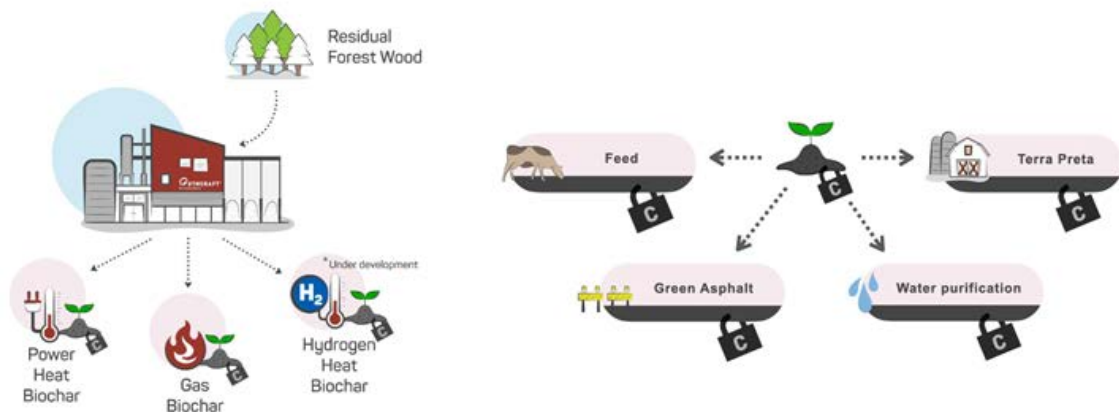 Residual
Forest Wood
SYNCRAFT
* Under development
H₂
C
C
C
Power
Heat
Biochar
Gas
Biochar
Hydrogen
Heat
Biochar
Feed
Terra Preta
C
C
C
Green Asphalt
Water purification
C
C